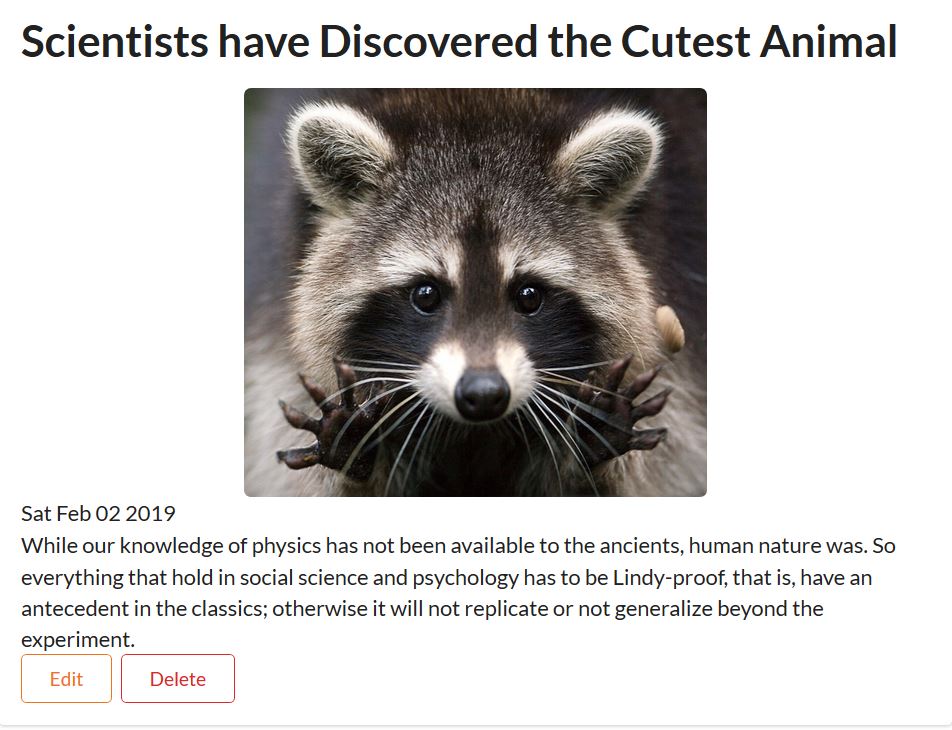 Scientists have Discovered the Cutest Animal
Sat Feb 02 2019
While our knowledge of physics has not been available to the ancients, human nature was. So
everything that hold in social science and psychology has to be Lindy-proof, that is, have an
antecedent in the classics; otherwise it will not replicate or not generalize beyond the
experiment.
Edit Delete